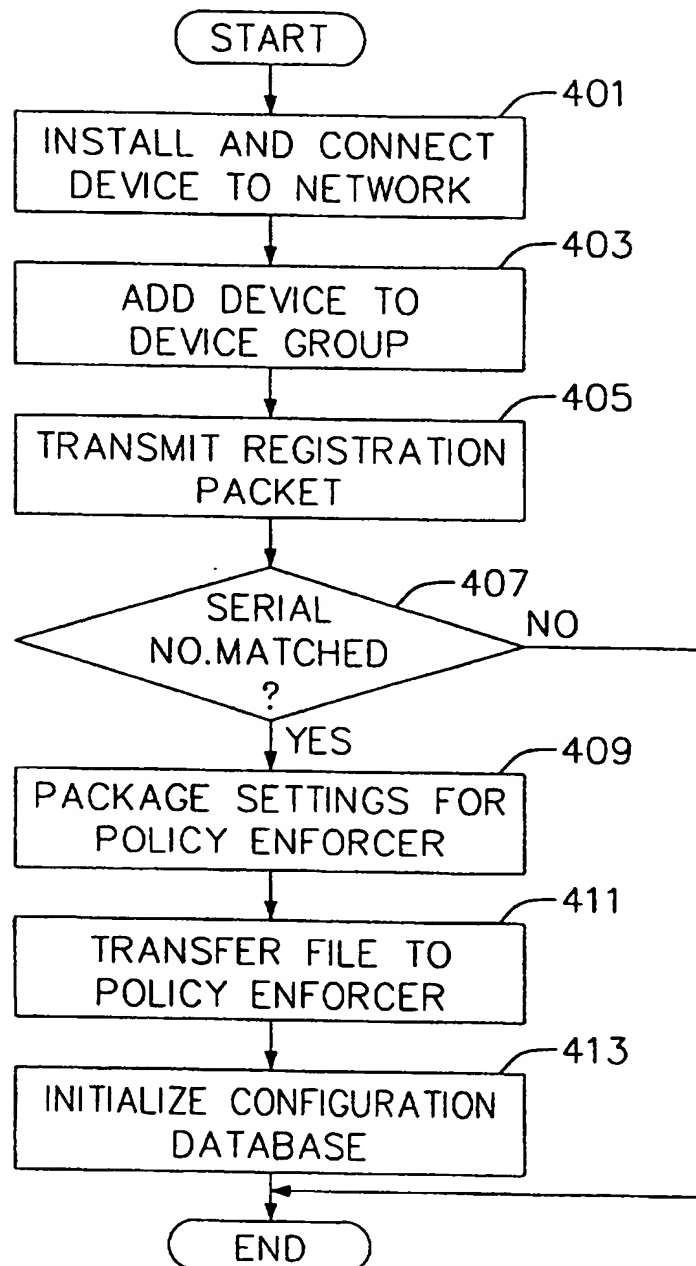 START
401
INSTALL AND CONNECT
DEVICE TO NETWORK
403
ADD DEVICE TO
DEVICE GROUP
405
TRANSMIT REGISTRATION
PACKET
407
SERIAL
NO.MATCHED
?
NO
YES
409
PACKAGE SETTINGS FOR
POLICY ENFORCER
411
TRANSFER FILE TO
POLICY ENFORCER
413
INITIALIZE CONFIGURATION
DATABASE
END